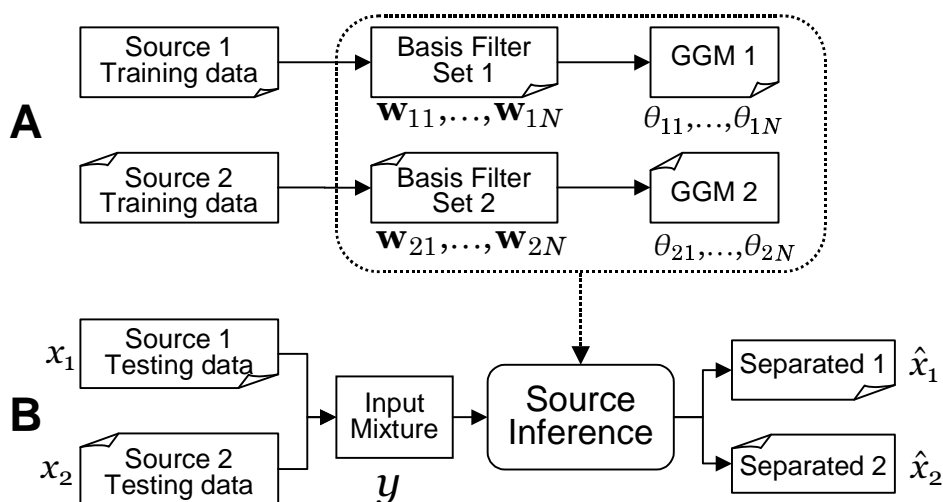 A
Source 1
Training data
Basis Filter
Set 1
w₁₁,...,w₁N
GGM 1
θ₁₁,...,θ₁N
Source 2
Training data
Basis Filter
Set 2
w₂₁,...,w₂N
GGM 2
θ₂₁,...,θ₂N
B
x₁
Source 1
Testing data
x₂
Source 2
Testing data
Input
Mixture
y
Source
Inference
Separated 1
x̂₁
Separated 2
x̂₂